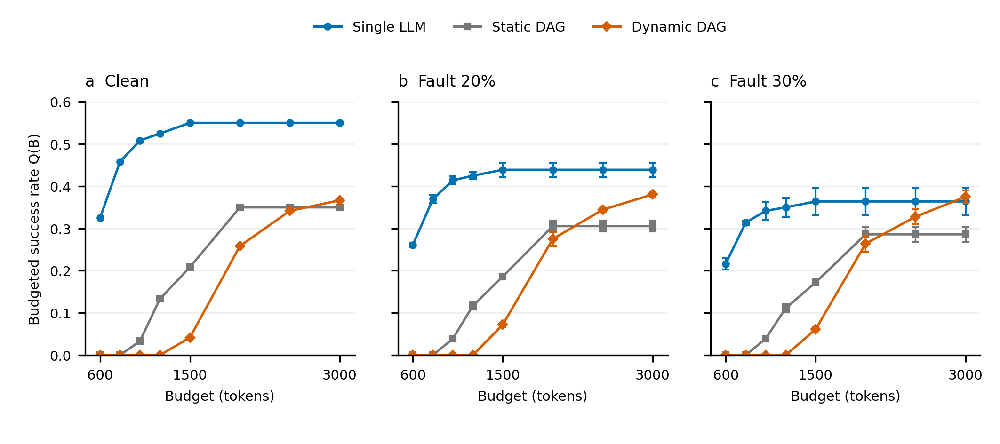 Single LLM Static DAG Dynamic DAG
a Clean
b Fault 20%
c Fault 30%
Budgeted success rate Q(B)
0.6
0.5
0.4
0.3
0.2
0.1
0.0
600 1500 3000
600 1500 3000
600 1500 3000
Budget (tokens)
Budget (tokens)
Budget (tokens)